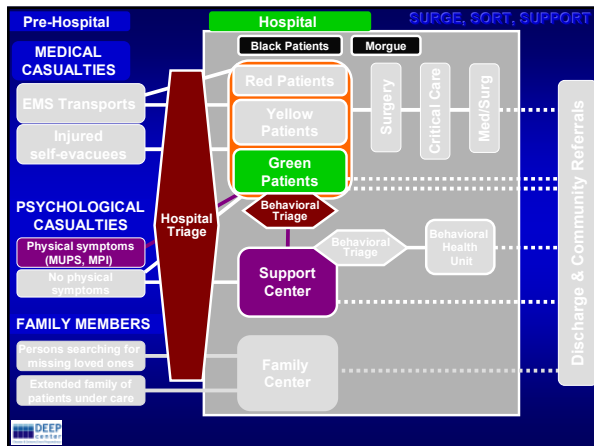 Pre-Hospital
Hospital
SURGE, SORT, SUPPORT
Black Patients
Morgue
MEDICAL
CASUALTIES
EMS Transports
Injured
self-evacuees
Red Patients
Yellow
Patients
Green
Patients
Surgery
Critical Care
Med/Surg
Hospital
Triage
Behavioral
Triage
PSYCHOLOGICAL
CASUALTIES
Physical symptoms
(MUPS, MPI)
No physical
symptoms
Support
Center
Behavioral
Triage
Behavioral
Health
Unit
FAMILY MEMBERS
Persons searching for
missing loved ones
Extended family of
patients under care
Family
Center
Discharge & Community Referrals
DEEP
center